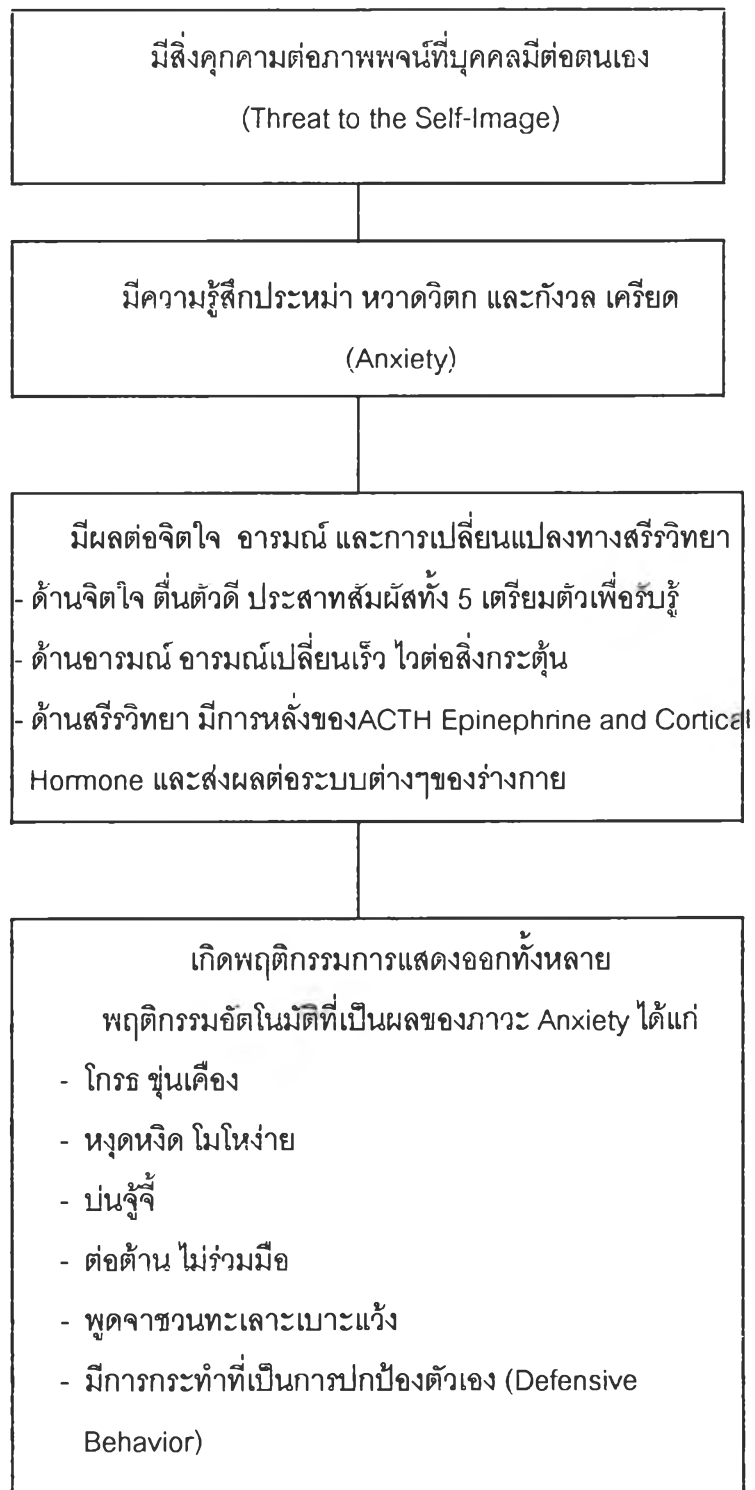 มีสิ่งคุกคามต่อภาพพจน์ที่บุคคลมีต่อตนเอง
(Threat to the Self-Image)
มีความรู้สึกประหม่า หวาดวิตก และกังวล เครียด
(Anxiety)
มีผลต่อจิตใจ อารมณ์ และการเปลี่ยนแปลงทางสรีรวิทยา
- ด้านจิตใจ ตื่นตัวดี ประสาทสัมผัสทั้ง 5 เตรียมตัวเพื่อรับรู้
- ด้านอารมณ์ อารมณ์เปลี่ยนเร็ว ไวต่อสิ่งกระตุ้น
- ด้านสรีรวิทยา มีการหลั่งของACTH Epinephrine and Cortical
Hormone และส่งผลต่อระบบต่างๆของร่างกาย
เกิดพฤติกรรมการแสดงออกทั้งหลาย
พฤติกรรมอัตโนมัติที่เป็นผลของภาวะ Anxiety ได้แก่
- โกรธ ขุ่นเคือง
- หงุดหงิด โมโหง่าย
- บ่นจู้จี้
- ต่อต้าน ไม่ร่วมมือ
- พูดจาชวนทะเลาะเบาะแว้ง
- มีการกระทำที่เป็นการปกป้องตัวเอง (Defensive
Behavior)